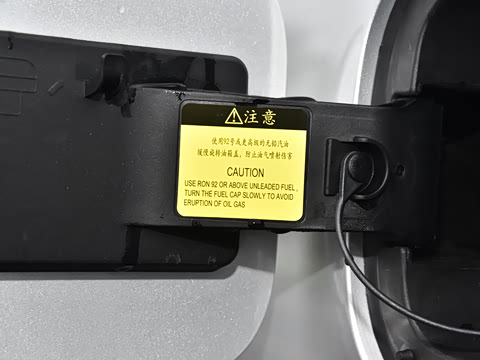 ⚠注意
使用92号或更高级的无铅汽油
缓慢旋转油箱盖，防止油气喷射伤害
CAUTION
USE RON 92 OR ABOVE UNLEADED FUEL,
TURN THE FUEL CAP SLOWLY TO AVOID
ERUPTION OF OIL GAS